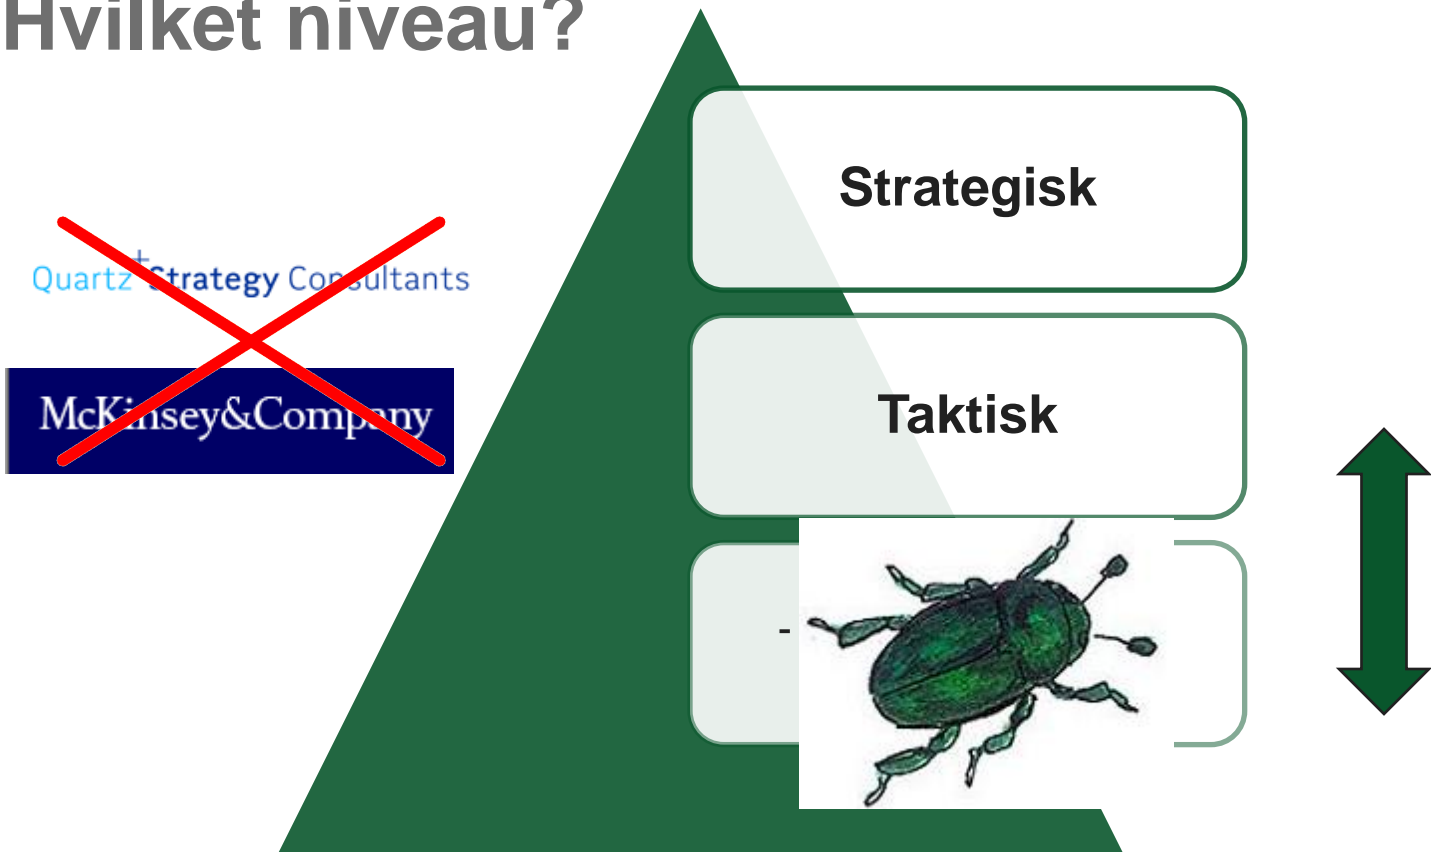 Hvilket niveau?
Strategisk
Quartz+Strategy Consultants
Taktisk
McKinsey&Company
-